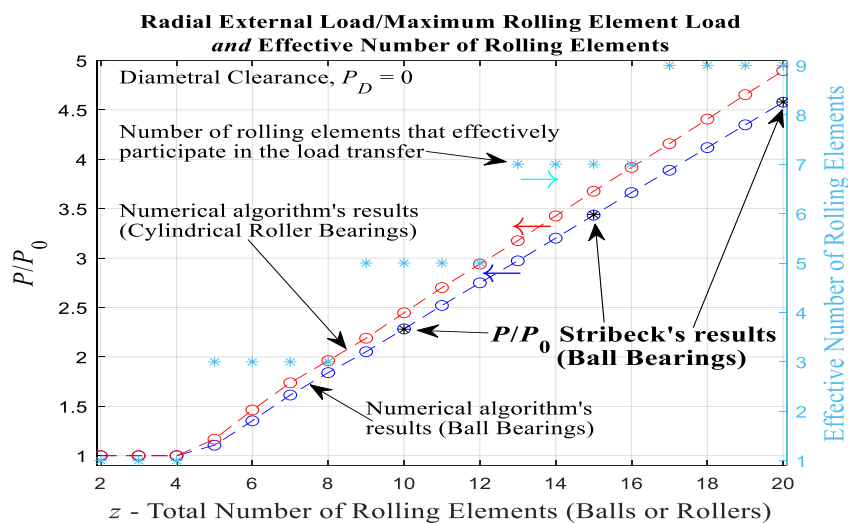 Radial External Load/Maximum Rolling Element Load
and Effective Number of Rolling Elements
Diametral Clearance, P_D = 0
Number of rolling elements that effectively
participate in the load transfer
Numerical algorithm's results
(Cylindrical Roller Bearings)
P/P_0 Stribeck's results
(Ball Bearings)
Numerical algorithm's
results (Ball Bearings)
P/P_0
5
4.5
4
3.5
3
2.5
2
1.5
1
9
8
7
6
5
4
3
2
1
Effective Number of Rolling Elements
2 4 6 8 10 12 14 16 18 20
z - Total Number of Rolling Elements (Balls or Rollers)